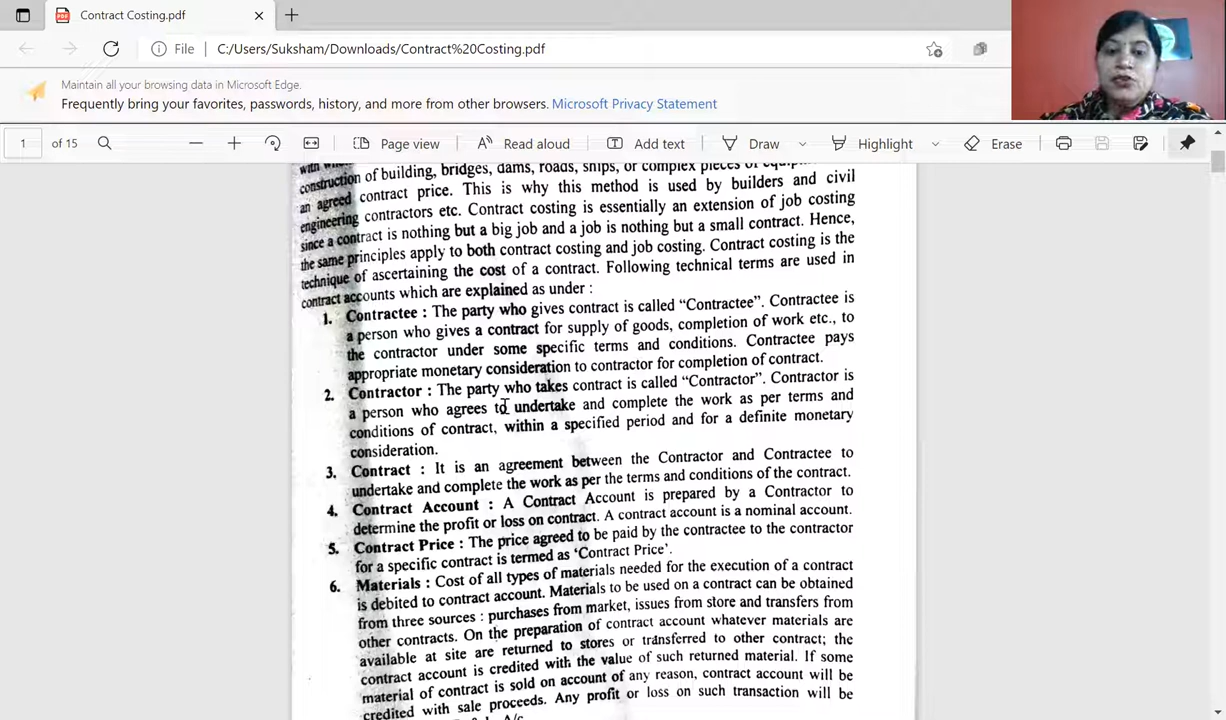 Contract Costing.pdf
File
C:/Users/Suksham/Downloads/Contract%20Costing.pdf
Maintain all your browsing data in Microsoft Edge.
Frequently bring your favorites, passwords, history, and more from other browsers. Microsoft Privacy Statement
1 of 15
Page view
Read aloud
Add text
Draw
Highlight
Erase
construction of building, bridges, dams, roads, ships, or complex pieces of
an agreed contract price. This is why this method is used by builders and civil
engineering contractors etc. Contract costing is essentially an extension of job costing
since a contract is nothing but a big job and a job is nothing but a small contract. Hence,
the same principles apply to both contract costing and job costing. Contract costing is the
technique of ascertaining the cost of a contract. Following technical terms are used in
contract accounts which are explained as under :
1. Contractee : The party who gives contract is called “Contractee”. Contractee is
a person who gives a contract for supply of goods, completion of work etc., to
the contractor under some specific terms and conditions. Contractee pays
appropriate monetary consideration to contractor for completion of contract.
2. Contractor : The party who takes contract is called “Contractor”. Contractor is
a person who agrees to undertake and complete the work as per terms and
conditions of contract, within a specified period and for a definite monetary
consideration.
3. Contract : It is an agreement between the Contractor and Contractee to
undertake and complete the work as per the terms and conditions of the contract.
4. Contract Account : A Contract Account is prepared by a Contractor to
determine the profit or loss on contract. A contract account is a nominal account.
5. Contract Price : The price agreed to be paid by the contractee to the contractor
for a specific contract is termed as ‘Contract Price’.
6. Materials : Cost of all types of materials needed for the execution of a contract
is debited to contract account. Materials to be used on a contract can be obtained
from three sources : purchases from market, issues from store and transfers from
other contracts. On the preparation of contract account whatever materials are
available at site are returned to stores or transferred to other contract; the
contract account is credited with the value of such returned material. If some
material of contract is sold on account of any reason, contract account will be
credited with sale proceeds. Any profit or loss on such transaction will be